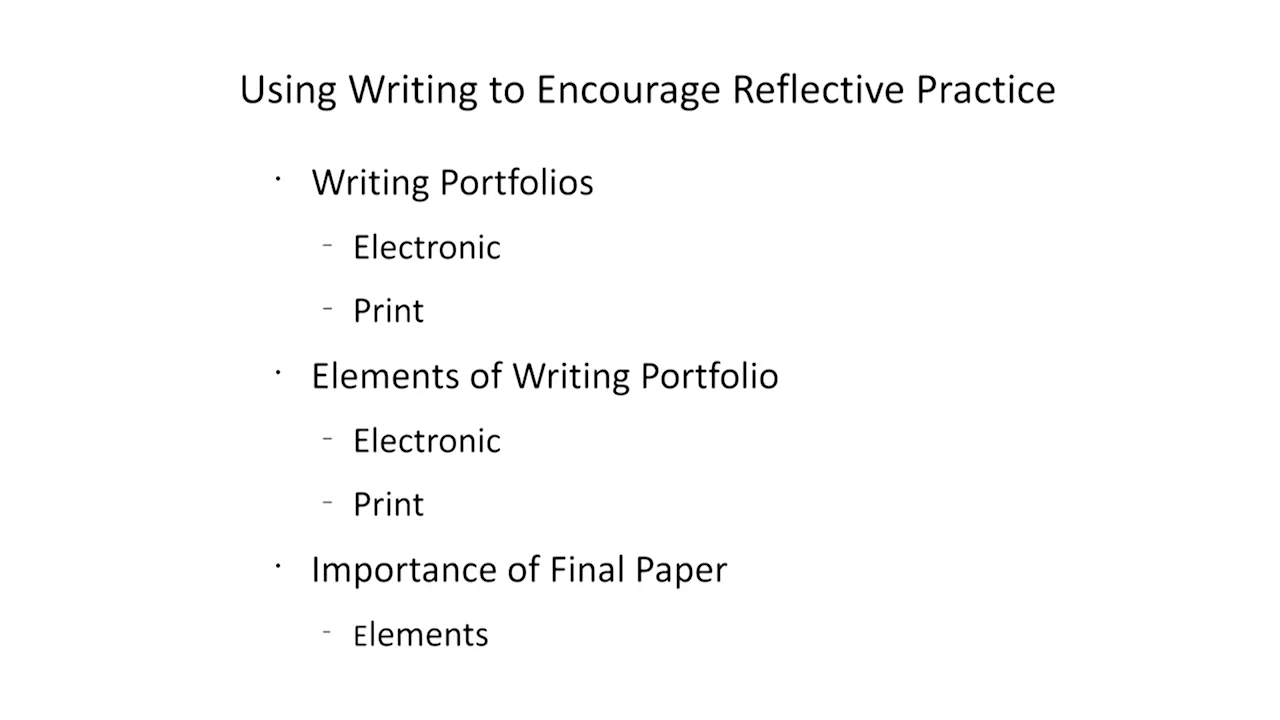 Using Writing to Encourage Reflective Practice
· Writing Portfolios
– Electronic
– Print
· Elements of Writing Portfolio
– Electronic
– Print
· Importance of Final Paper
– Elements